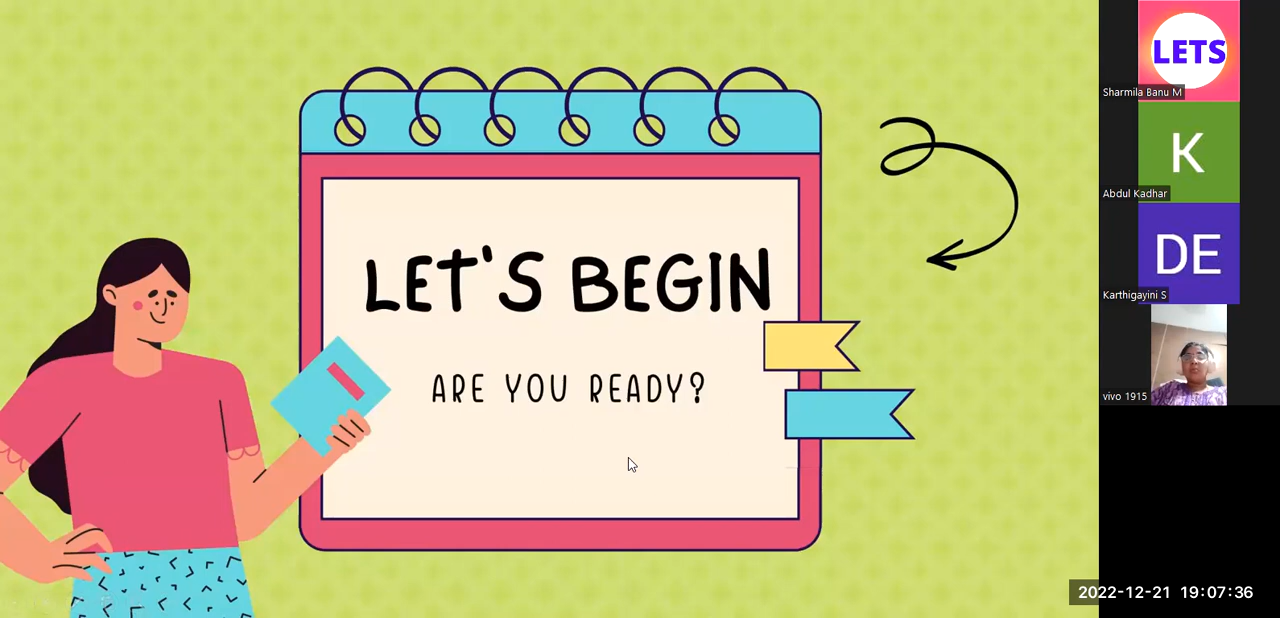 LET'S BEGIN
ARE YOU READY?
LETS
Sharmila Banu M
K
Abdul Kadhar
DE
Karthigayini S
vivo 1915
2022-12-21 19:07:36